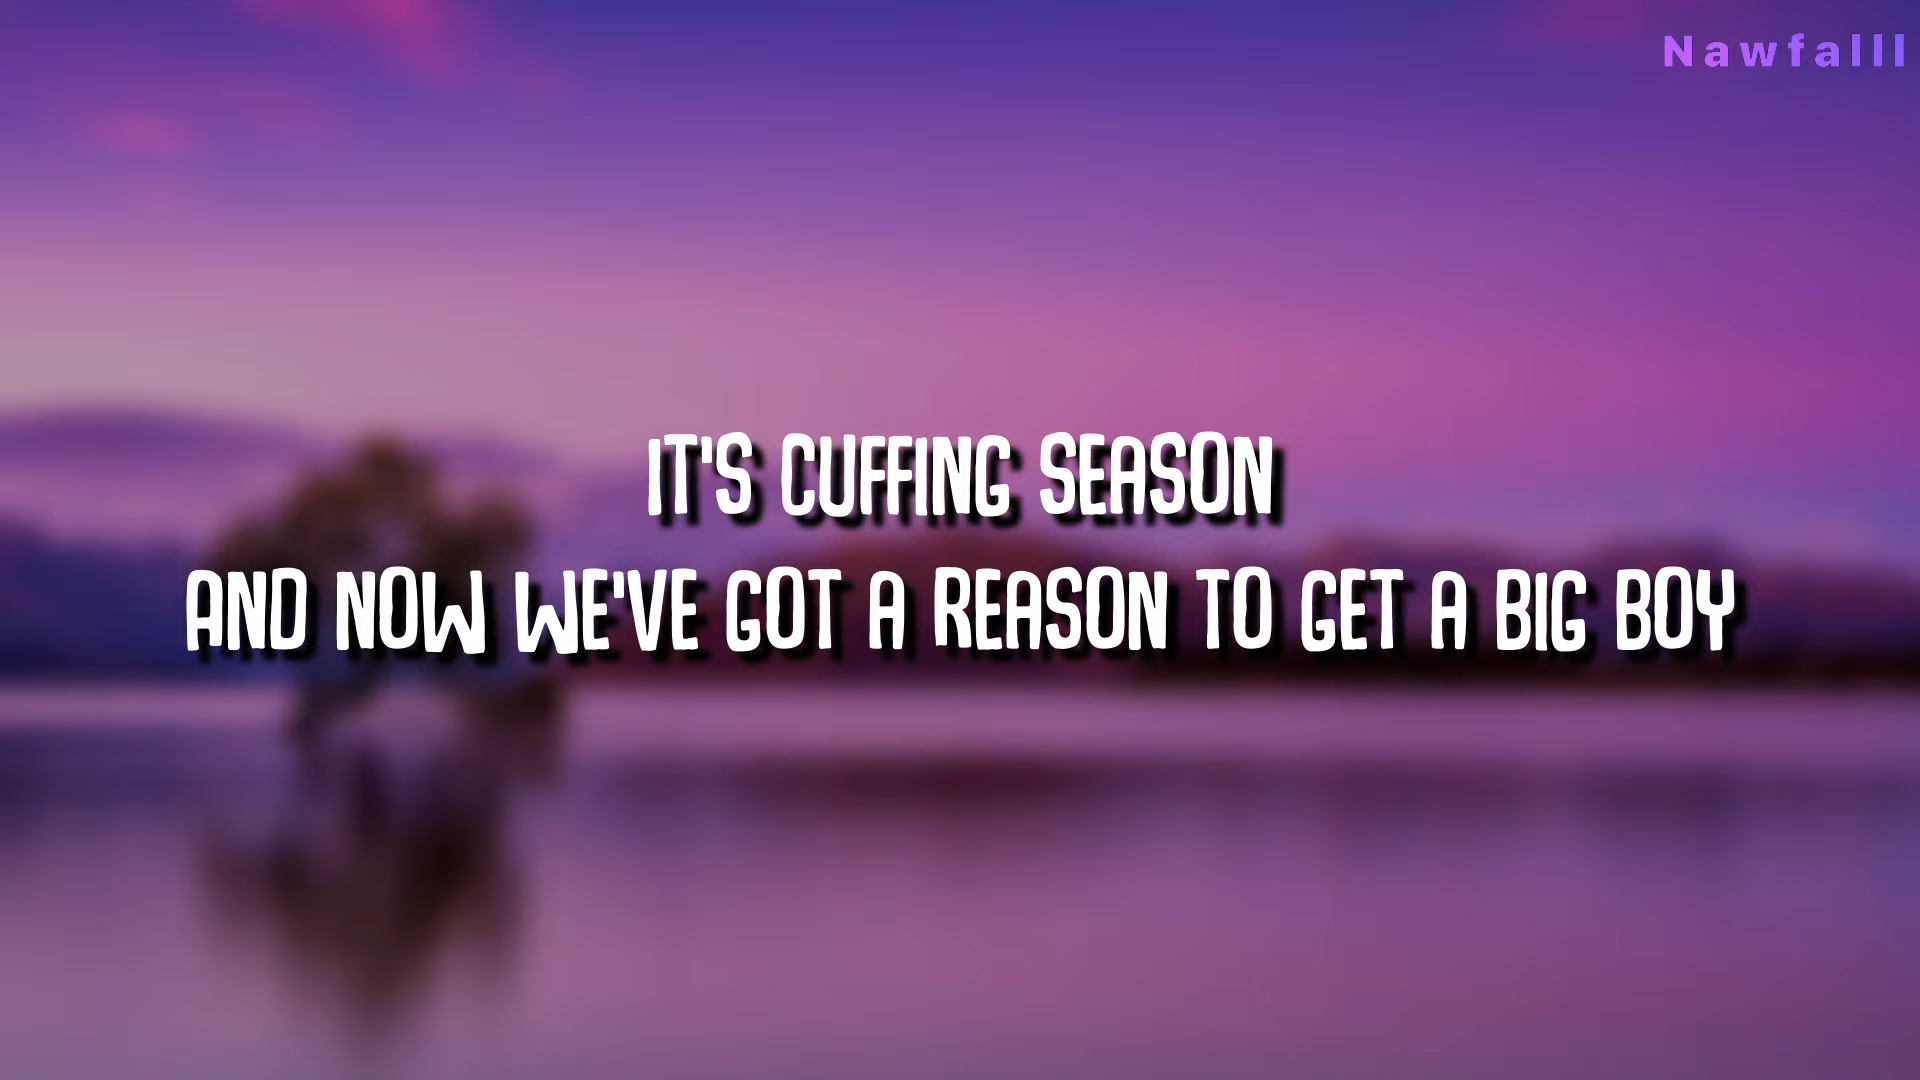 Nawfalll
IT'S CUFFING SEASON
AND NOW WE'VE GOT A REASON TO GET A BIG BOY